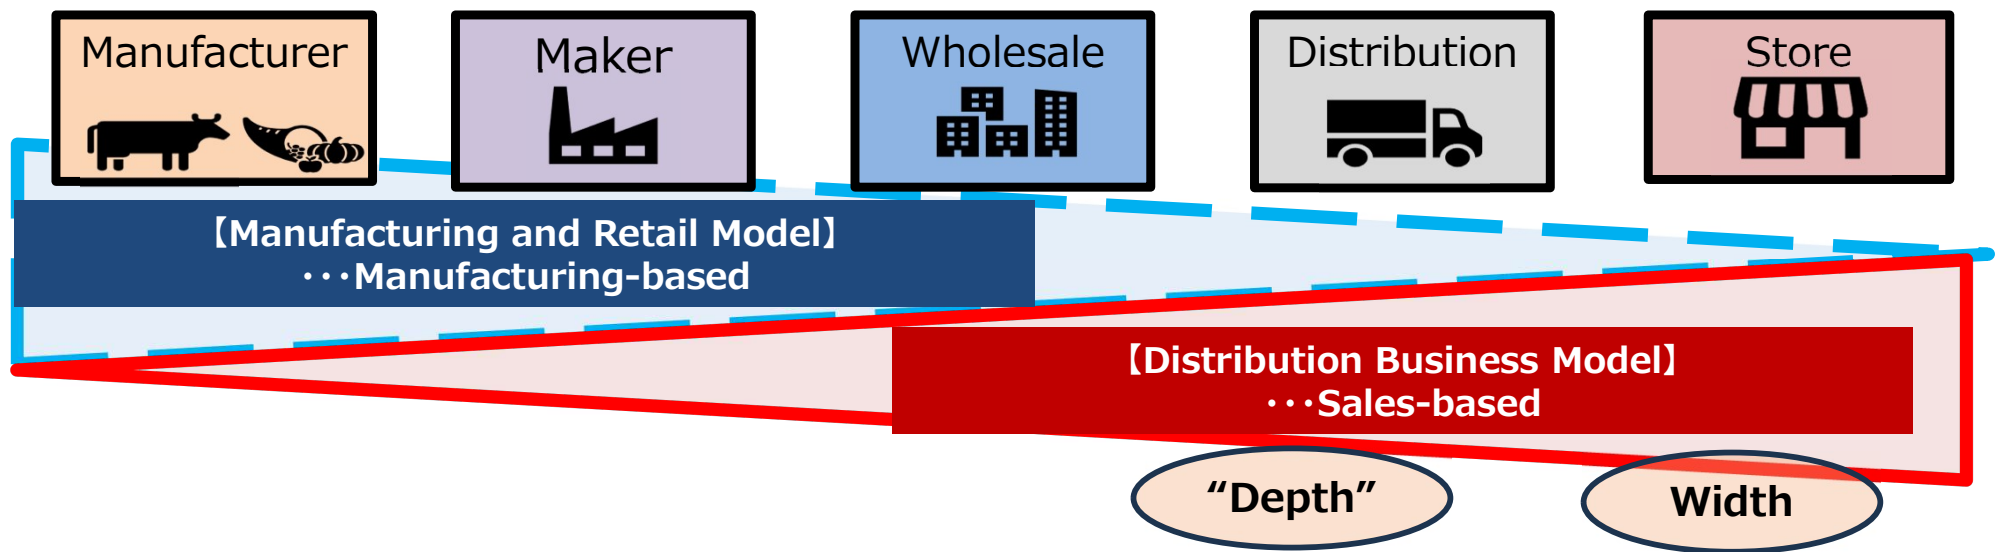 Manufacturer
Maker
Wholesale
Distribution
Store
【Manufacturing and Retail Model】
･･･Manufacturing-based
【Distribution Business Model】
･･･Sales-based
“Depth”
Width